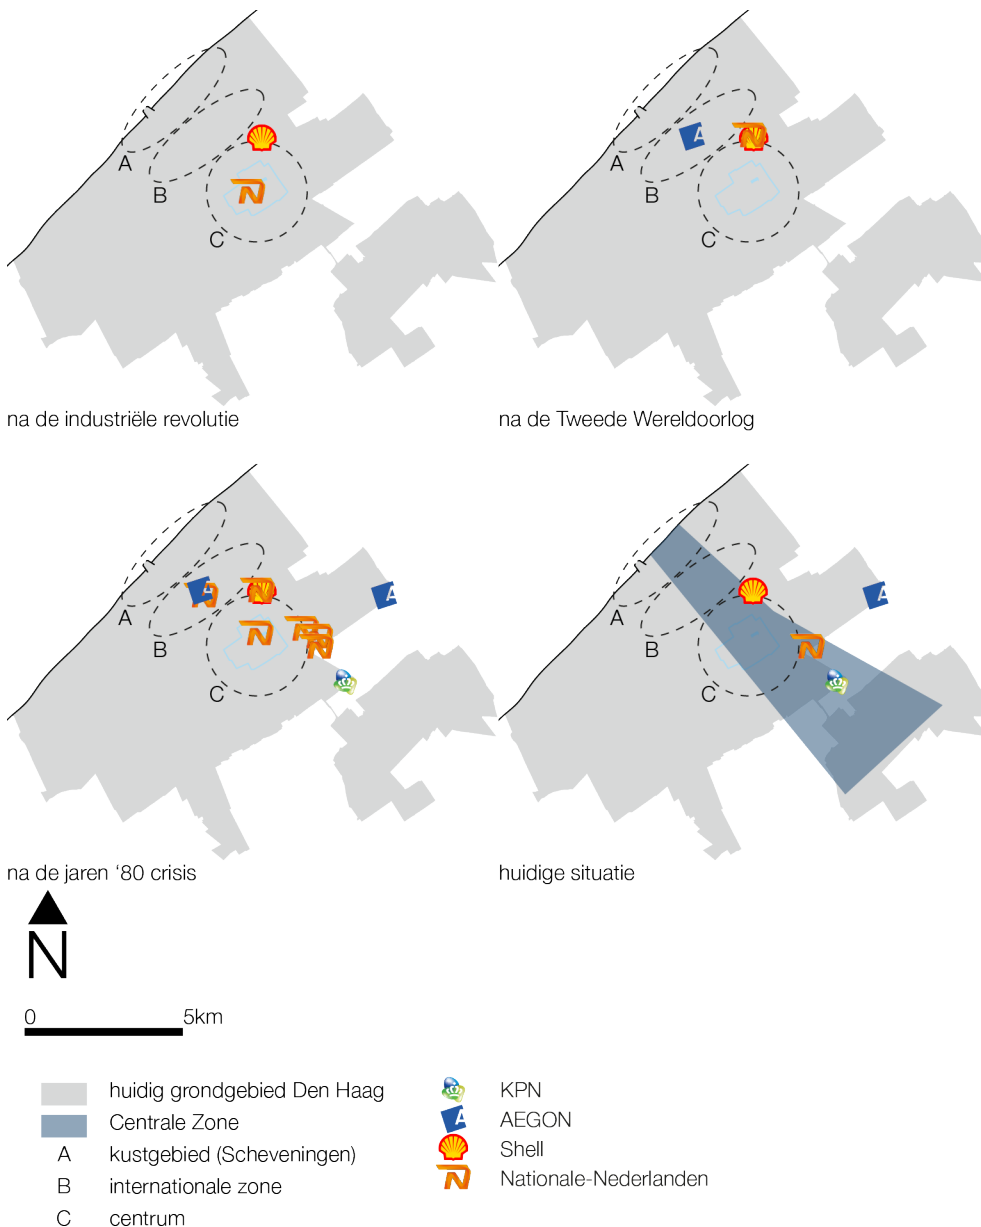 A
B
C
na de industriële revolutie
A
A
B
C
na de Tweede Wereldoorlog
A
A
A
B
C
na de jaren ‘80 crisis
A
A
B
C
huidige situatie
N
0 5km
huidig grondgebied Den Haag
Centrale Zone
A kustgebied (Scheveningen)
B internationale zone
C centrum
KPN
A AEGON
Shell
Nationale-Nederlanden